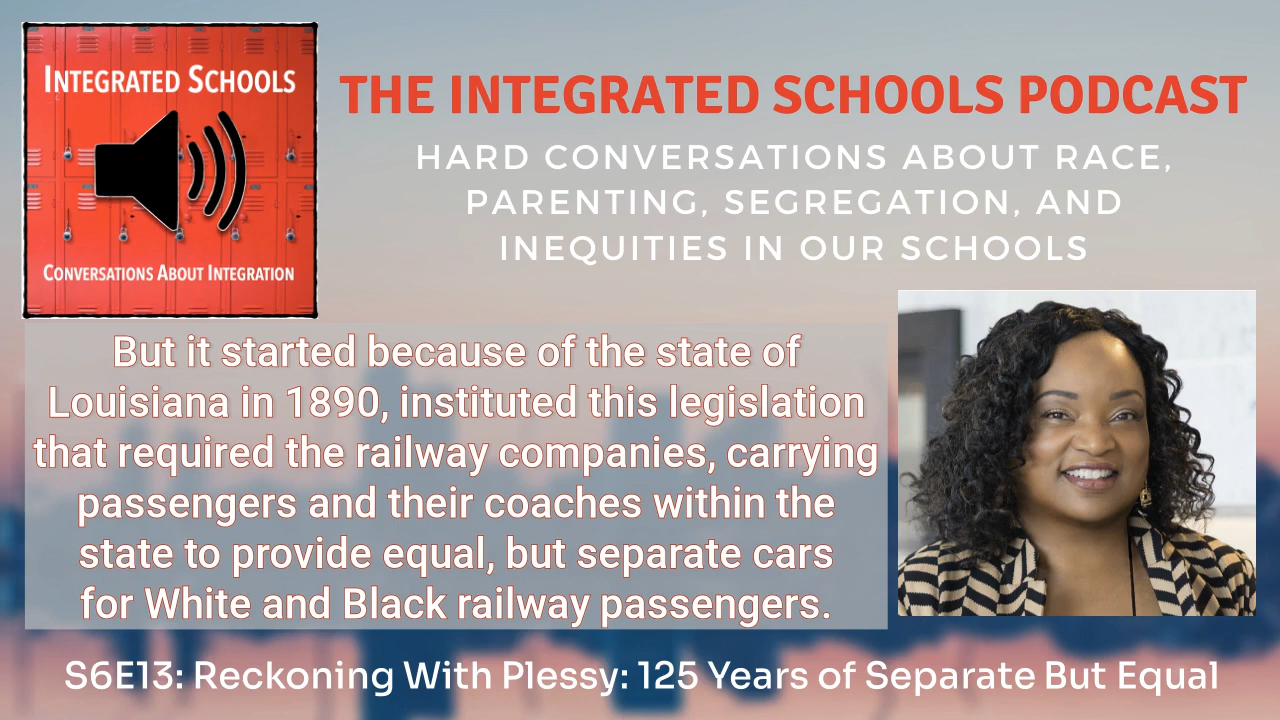 INTEGRATED SCHOOLS
CONVERSATIONS ABOUT INTEGRATION
THE INTEGRATED SCHOOLS PODCAST
HARD CONVERSATIONS ABOUT RACE,
PARENTING, SEGREGATION, AND
INEQUITIES IN OUR SCHOOLS
But it started because of the state of
Louisiana in 1890, instituted this legislation
that required the railway companies, carrying
passengers and their coaches within the
state to provide equal, but separate cars
for White and Black railway passengers.
S6E13: Reckoning With Plessy: 125 Years of Separate But Equal